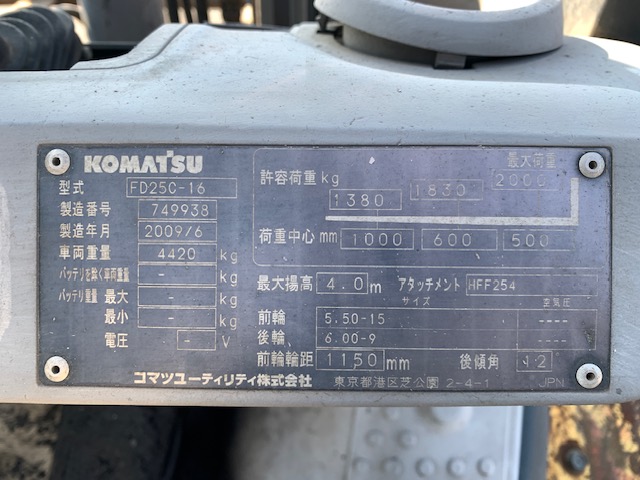 KOMATSU
型式 FD25C-16
製造番号 749938
製造年月 2009/6
車両重量 4420 kg
バッテリを除く車両重量 - kg
バッテリ重量 最大 - kg
最小 - kg
電圧 - V
最大荷重
許容荷重 kg 1380 1830 2000
荷重中心 mm 1000 600 500
最大揚高 4.0 m アタッチメント HFF254
サイズ 空気圧
前輪 5.50-15 ----
後輪 6.00-9 ----
前輪輪距 1150 mm 後傾角 12
コマツユーティリティ株式会社 東京都港区芝公園 2-4-1 JPN